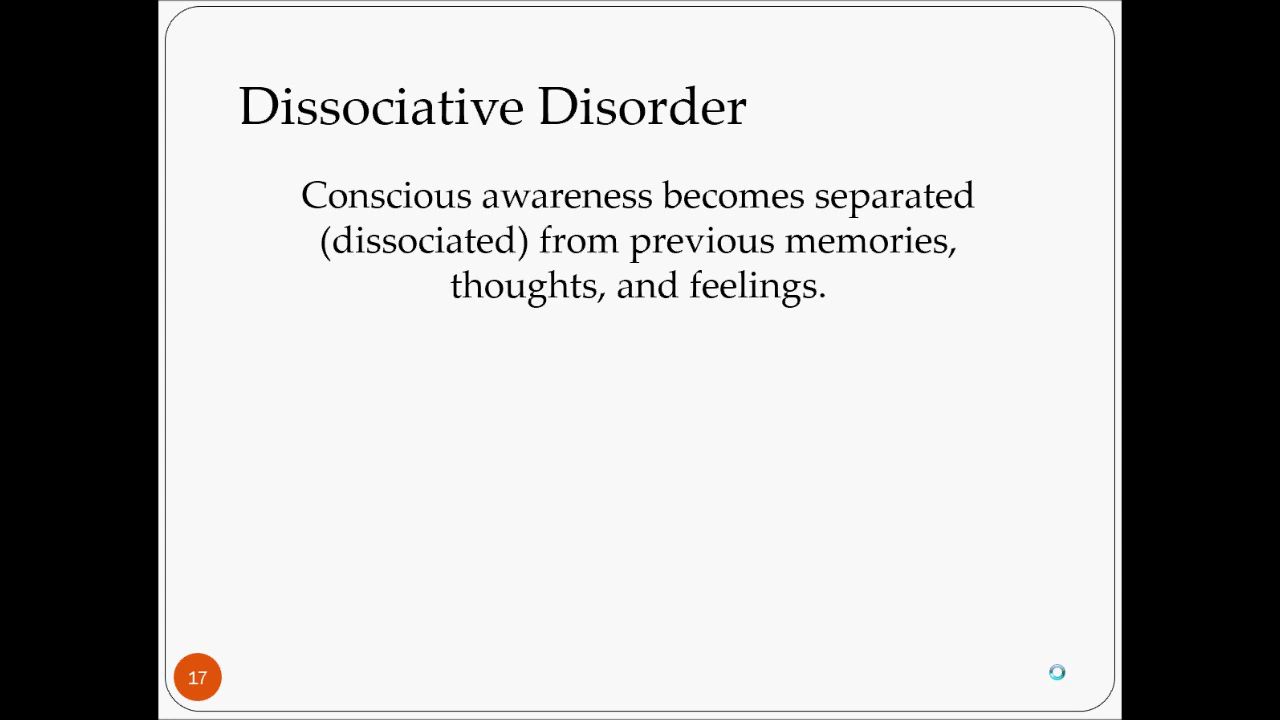 Dissociative Disorder
Conscious awareness becomes separated
(dissociated) from previous memories,
thoughts, and feelings.
17